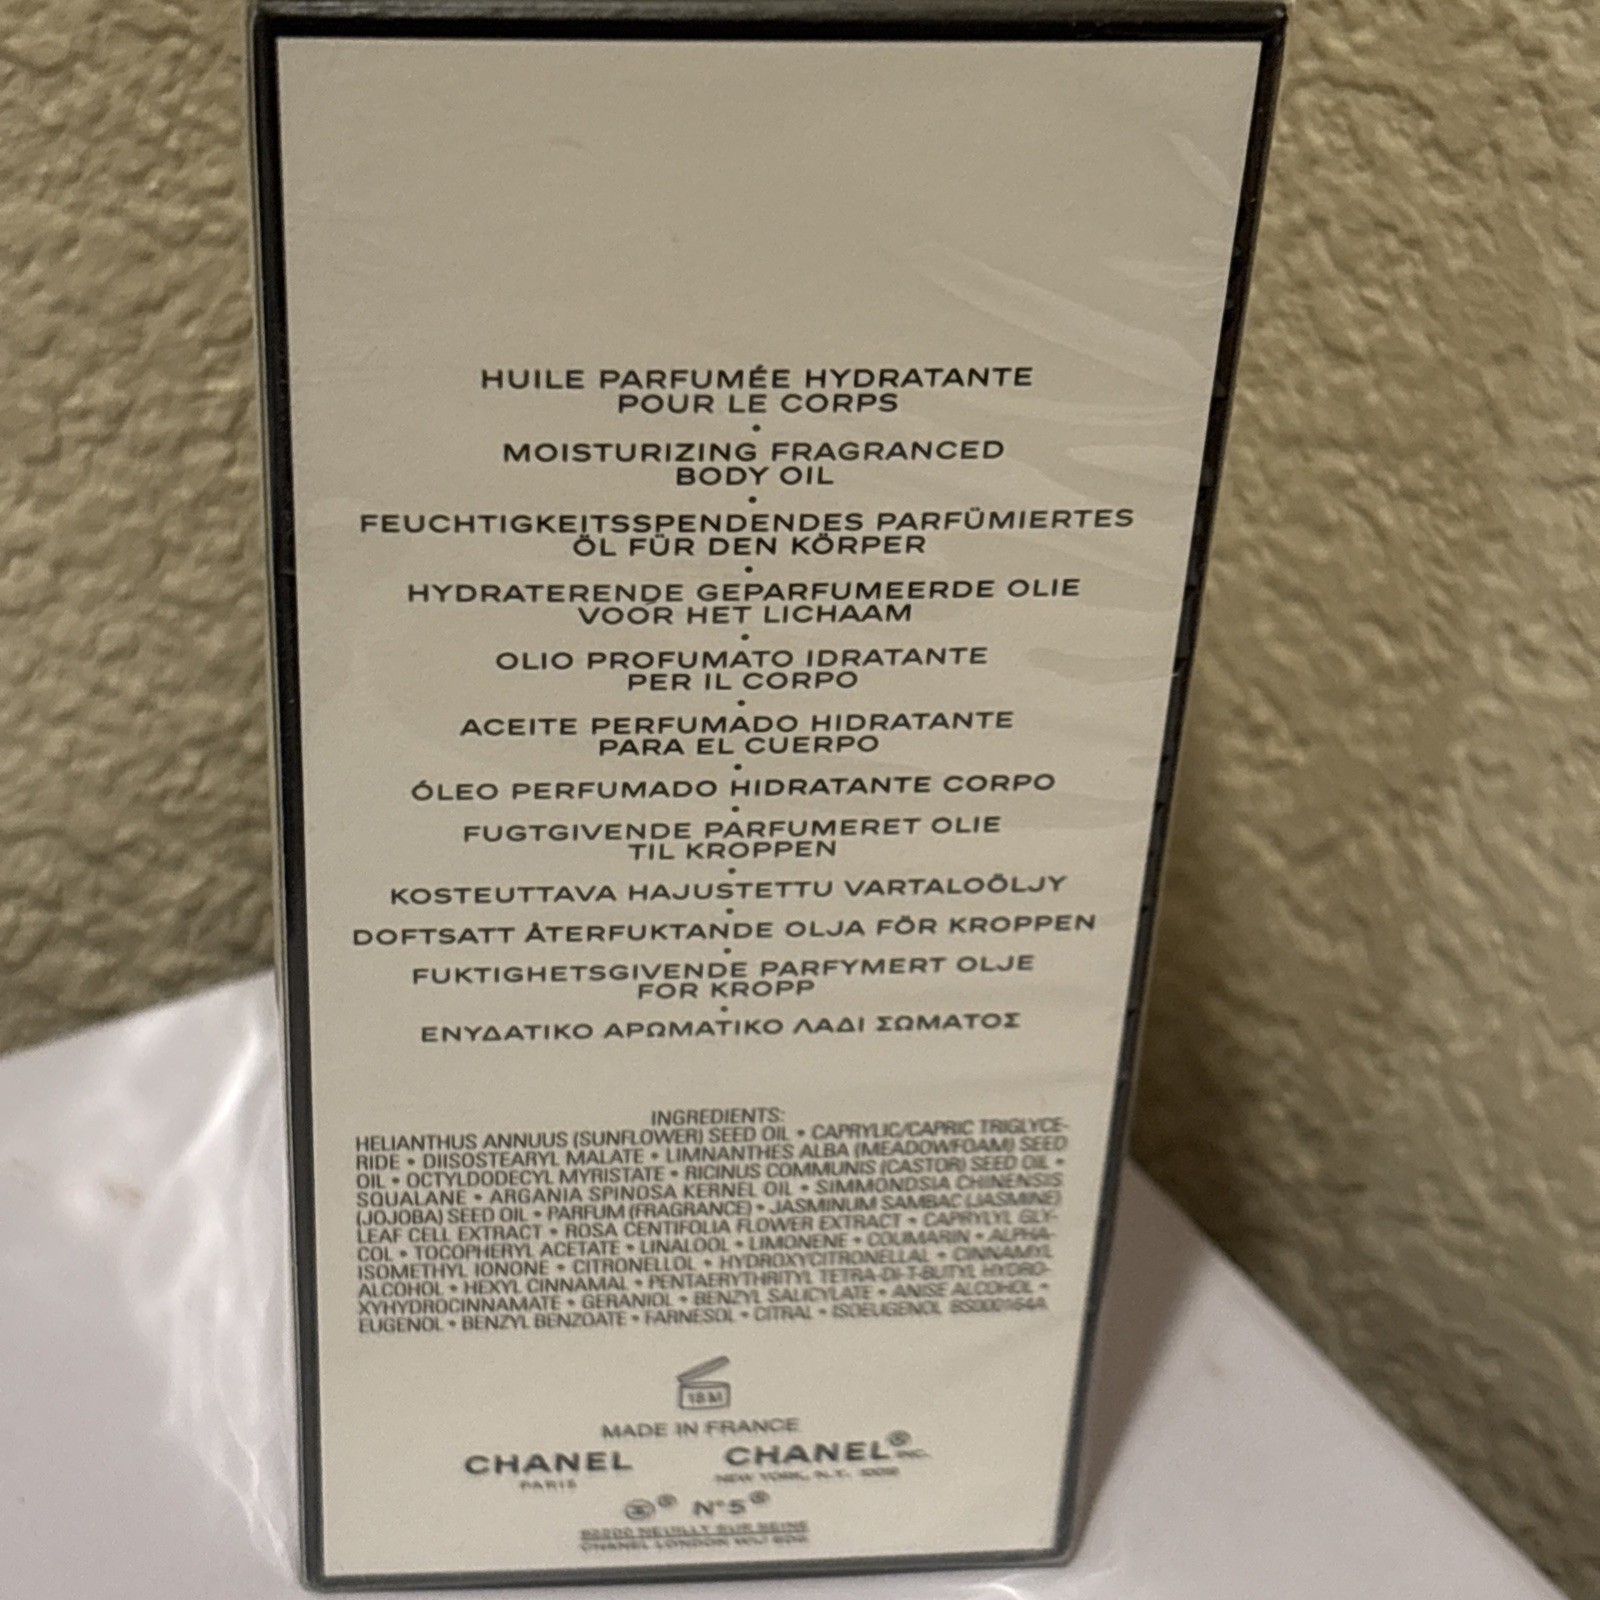 HUILE PARFUMÉE HYDRATANTE
POUR LE CORPS
•
MOISTURIZING FRAGRANCED
BODY OIL
•
FEUCHTIGKEITSSPENDENDES PARFÜMIERTES
ÖL FÜR DEN KÖRPER
•
HYDRATERENDE GEPARFUMEERDE OLIE
VOOR HET LICHAAM
•
OLIO PROFUMATO IDRATANTE
PER IL CORPO
•
ACEITE PERFUMADO HIDRATANTE
PARA EL CUERPO
•
ÓLEO PERFUMADO HIDRATANTE CORPO
•
FUGTGIVENDE PARFUMERET OLIE
TIL KROPPEN
•
KOSTEUTTAVA HAJUSTETTU VARTALOÖLJY
•
DOFTSATT ÅTERFUKTANDE OLJA FÖR KROPPEN
•
FUKTIGHETSGIVENDE PARFYMERT OLJE
FOR KROPP
•
ΕΝΥΔΑΤΙΚΟ ΑΡΩΜΑΤΙΚΟ ΛΑΔΙ ΣΩΜΑΤΟΣ
INGREDIENTS:
HELIANTHUS ANNUUS (SUNFLOWER) SEED OIL • CAPRYLIC/CAPRIC TRIGLYCE-
RIDE • DIISOSTEARYL MALATE • LIMNANTHES ALBA (MEADOWFOAM) SEED
OIL • OCTYLDODECYL MYRISTATE • RICINUS COMMUNIS (CASTOR) SEED OIL •
SQUALANE • ARGANIA SPINOSA KERNEL OIL • SIMMONDSIA CHINENSIS
(JOJOBA) SEED OIL • PARFUM (FRAGRANCE) • JASMINUM SAMBAC (JASMINE)
LEAF CELL EXTRACT • ROSA CENTIFOLIA FLOWER EXTRACT • CAPRYLYL GLY-
COL • TOCOPHERYL ACETATE • LINALOOL • LIMONENE • COUMARIN • ALPHA-
ISOMETHYL IONONE • CITRONELLOL • HYDROXYCITRONELLAL • CINNAMYL
ALCOHOL • HEXYL CINNAMAL • PENTAERYTHRITYL TETRA-DI-T-BUTYL HYDRO-
XYHYDROCINNAMATE • GERANIOL • BENZYL SALICYLATE • ANISE ALCOHOL •
EUGENOL • BENZYL BENZOATE • FARNESOL • CITRAL • ISOEUGENOL
18M
MADE IN FRANCE
CHANEL CHANEL® INC.
PARIS NEW YORK, N.Y.
N°5®
NEUILLY SUR SEINE
CHANEL LONDON